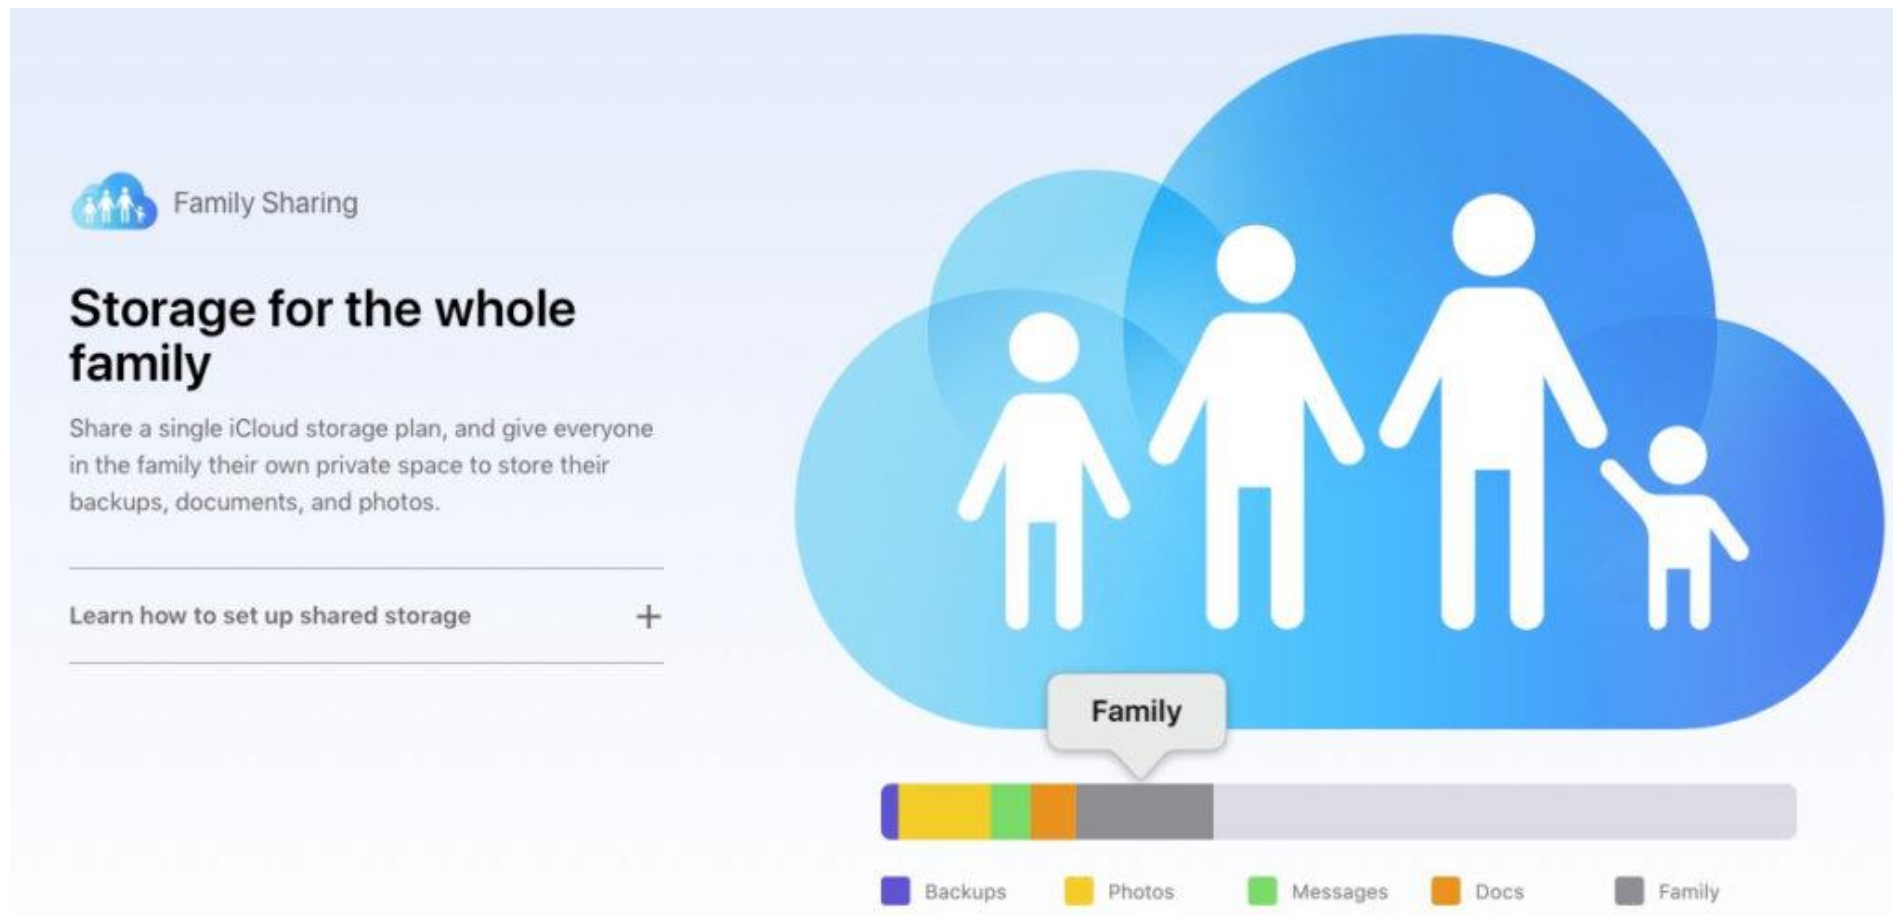 Family Sharing
Storage for the whole
family
Share a single iCloud storage plan, and give everyone
in the family their own private space to store their
backups, documents, and photos.
Learn how to set up shared storage +
Family
Backups Photos Messages Docs Family